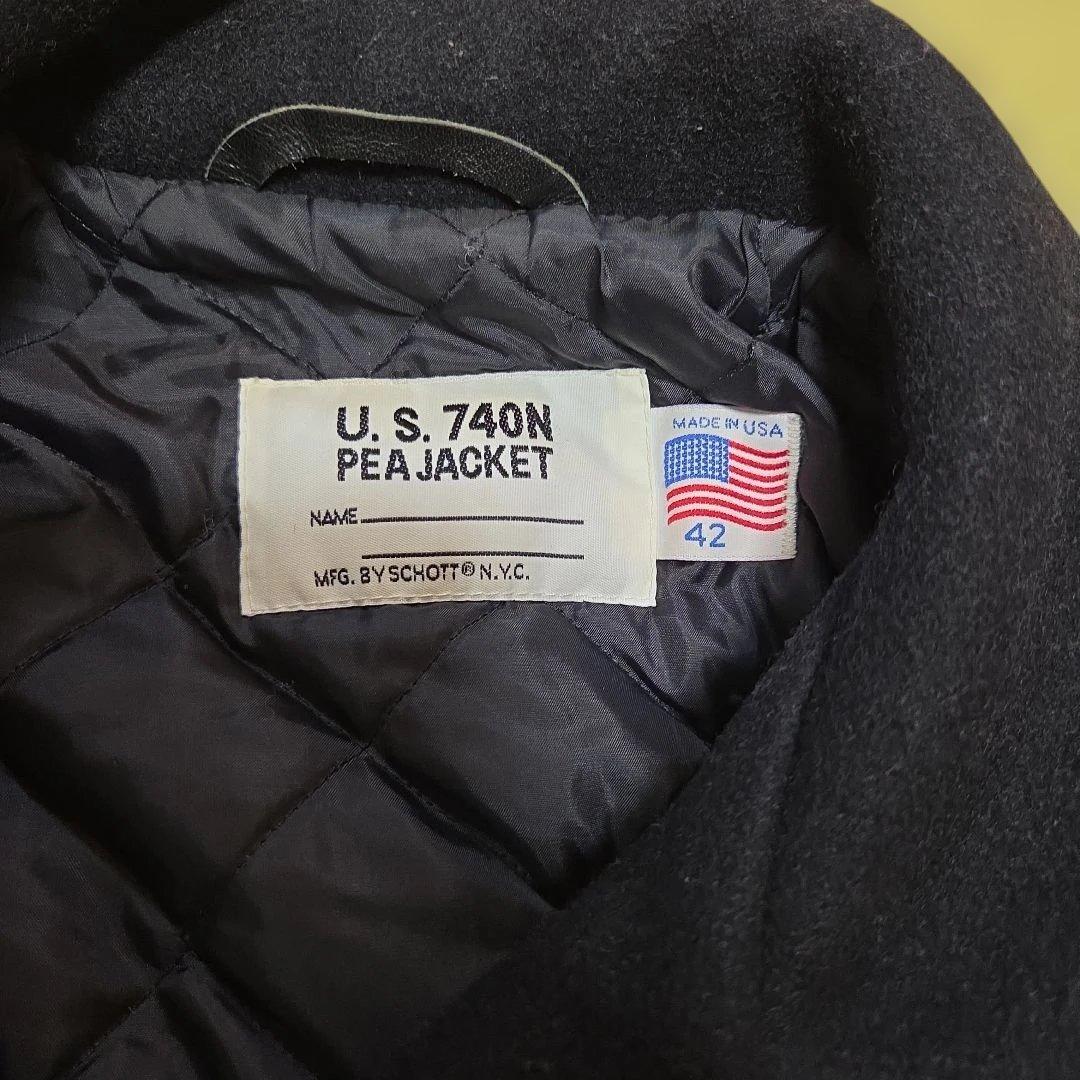 U. S. 740N
PEA JACKET
NAME
MFG. BY SCHOTT® N.Y.C.
MADE IN USA
42